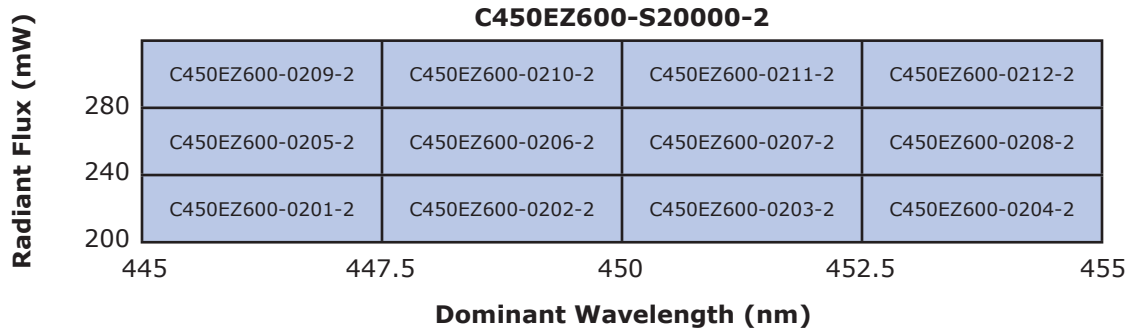 C450EZ600-S20000-2
Radiant Flux (mW)
C450EZ600-0209-2 C450EZ600-0210-2 C450EZ600-0211-2 C450EZ600-0212-2
280
C450EZ600-0205-2 C450EZ600-0206-2 C450EZ600-0207-2 C450EZ600-0208-2
240
C450EZ600-0201-2 C450EZ600-0202-2 C450EZ600-0203-2 C450EZ600-0204-2
200
445 447.5 450 452.5 455
Dominant Wavelength (nm)